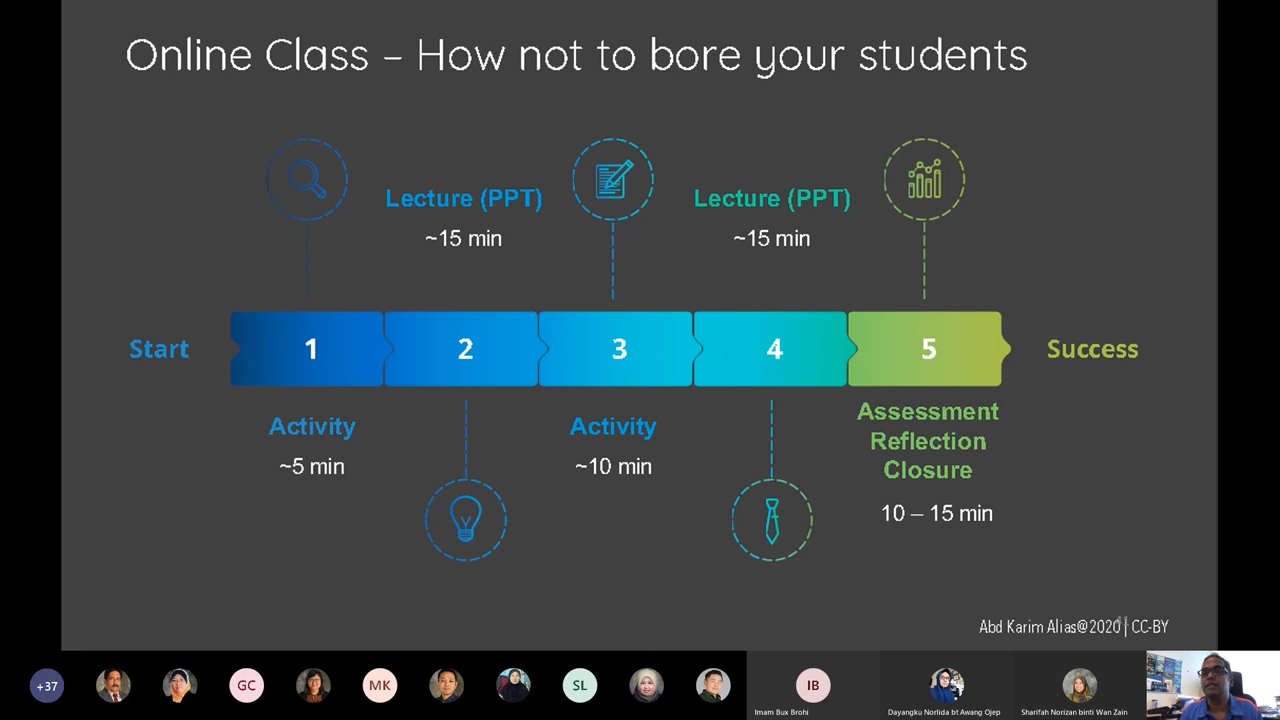 Online Class – How not to bore your students
Lecture (PPT)
~15 min
Lecture (PPT)
~15 min
Start
1
2
3
4
5
Success
Activity
~5 min
Activity
~10 min
Assessment
Reflection
Closure
10 – 15 min
Abd Karim Alias@2020 | CC-BY
+37
GC
MK
SL
IB
Imam Bux Brohi
Dayangku Norlida bt Awang Ojep
Sharifah Norizan binti Wan Zain